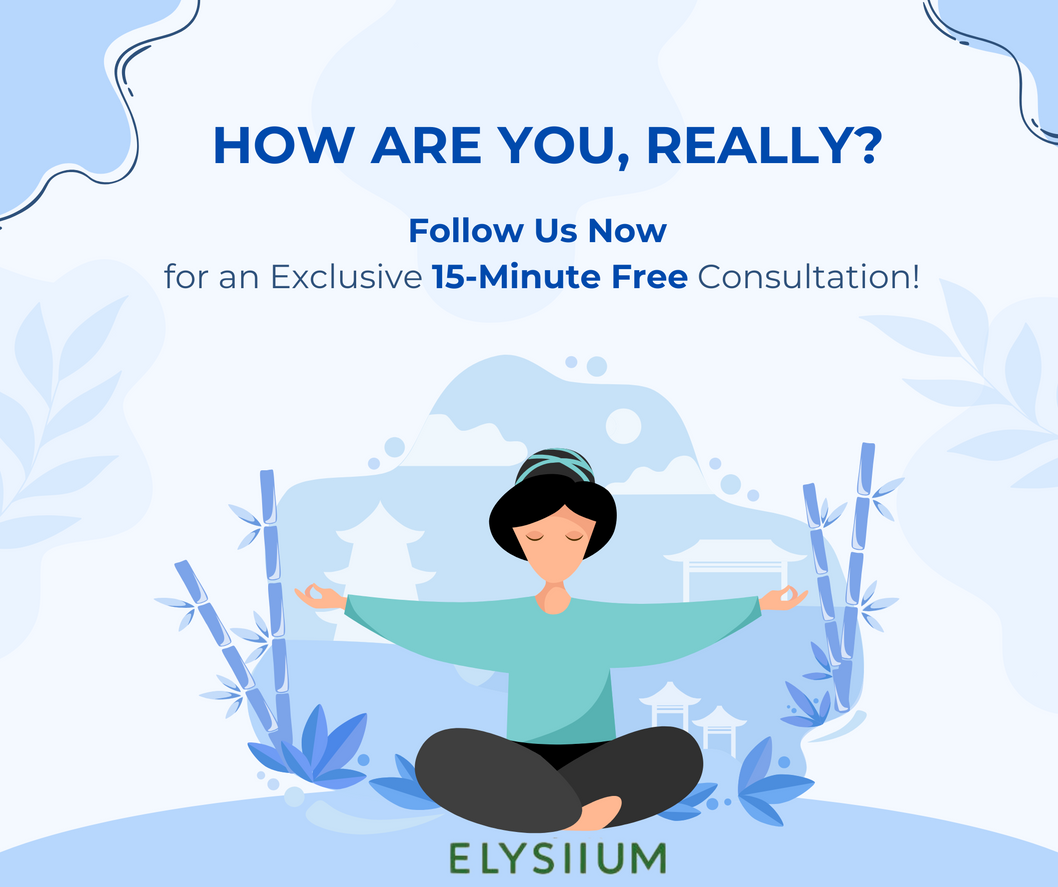 HOW ARE YOU, REALLY?
Follow Us Now
for an Exclusive 15-Minute Free Consultation!
ELYSIIUM